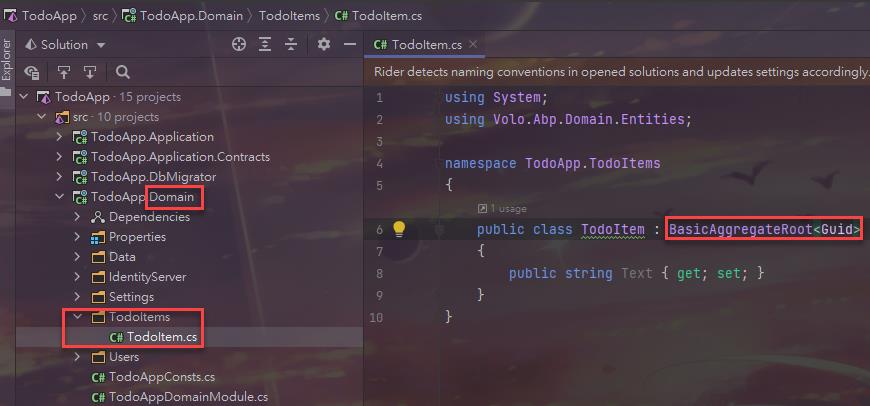 TodoApp › src › TodoApp.Domain › TodoItems › C# TodoItem.cs
Explorer
Solution
C# TodoItem.cs ×
Rider detects naming conventions in opened solutions and updates settings accordingly.
TodoApp · 15 projects
src · 10 projects
TodoApp.Application
TodoApp.Application.Contracts
TodoApp.DbMigrator
TodoApp.Domain
Dependencies
Properties
Data
IdentityServer
Settings
TodoItems
C# TodoItem.cs
Users
C# TodoAppConsts.cs
C# TodoAppDomainModule.cs
1 using System;
2 using Volo.Abp.Domain.Entities;
3
4 namespace TodoApp.TodoItems
5 {
1 usage
6 public class TodoItem : BasicAggregateRoot<Guid>
7 {
8 public string Text { get; set; }
9 }
10 }